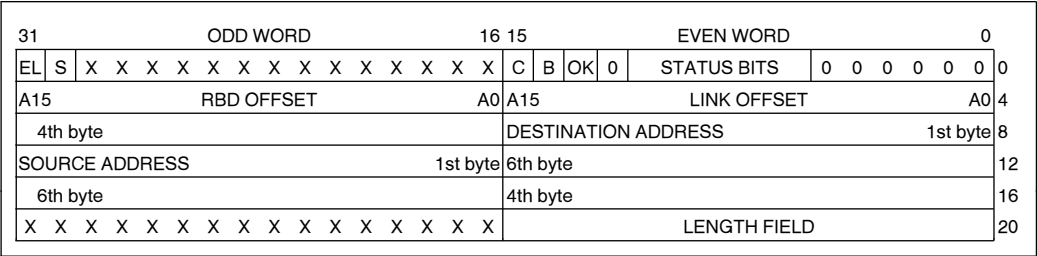 31 ODD WORD 16 15 EVEN WORD 0
EL S X X X X X X X X X X X X X X C B OK 0 STATUS BITS 0 0 0 0 0 0 0
A15 RBD OFFSET A0 A15 LINK OFFSET A0 4
4th byte DESTINATION ADDRESS 1st byte 8
SOURCE ADDRESS 1st byte 6th byte 12
6th byte 4th byte 16
X X X X X X X X X X X X X X X X LENGTH FIELD 20